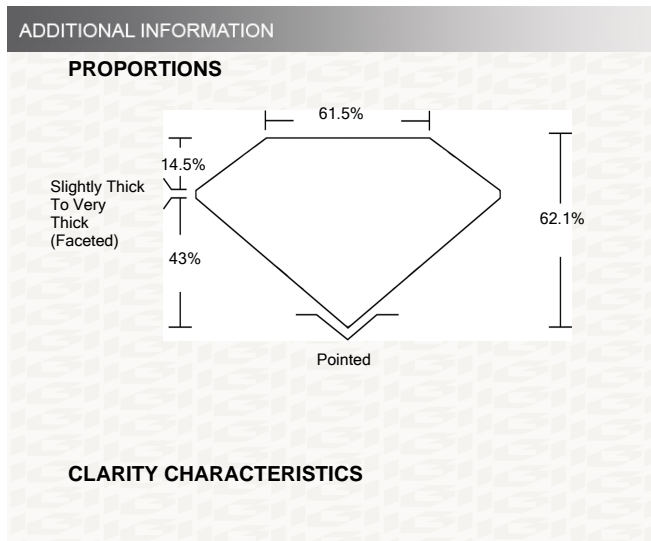 ADDITIONAL INFORMATION
PROPORTIONS
61.5%
14.5%
Slightly Thick
To Very
Thick
(Faceted)
62.1%
43%
Pointed
CLARITY CHARACTERISTICS